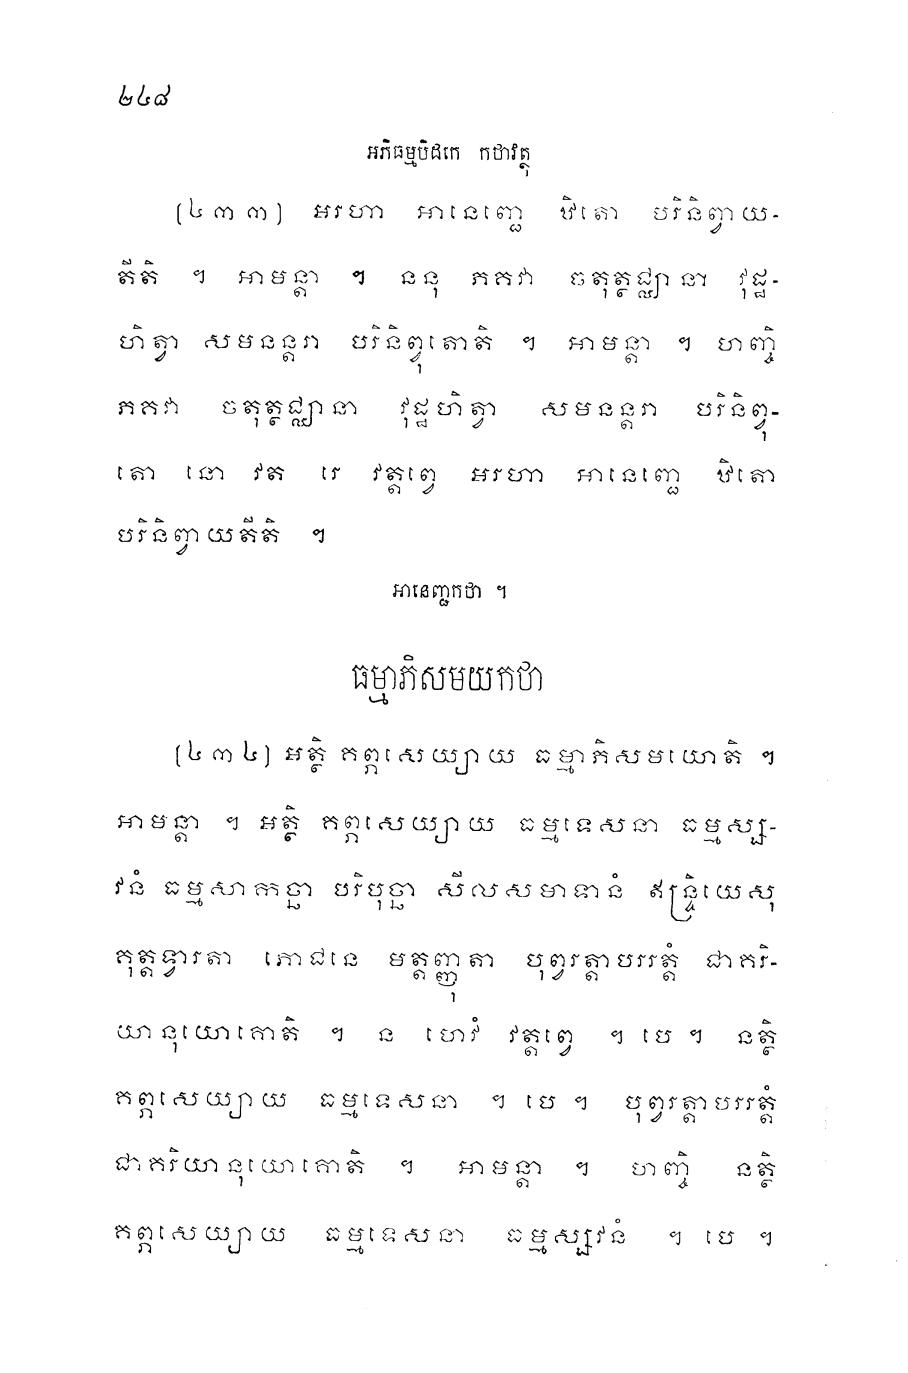 ២៤៨
អភិធម្មបិដកេ កថាវត្ថុ
(៤៣៣) អរហា អានេញ្ជេ ឋិតោ បរិនិព្វាយ-
តីតិ ។ អាមន្តា ។ ននុ ភគវា ចតុត្ថជ្ឈានា វុដ្ឋ-
ហិត្វា សមនន្តរា បរិនិព្វុតោតិ ។ អាមន្តា ។ ហញ្ចិ
ភគវា ចតុត្ថជ្ឈានា វុដ្ឋហិត្វា សមនន្តរា បរិនិព្វុ-
តោ នោ វត រេ វត្តព្វេ អរហា អានេញ្ជេ ឋិតោ
បរិនិព្វាយតីតិ ។
អានេញ្ជកថា ។
ធម្មាភិសមយកថា
(៤៣៤) អត្ថិ គព្ភសេយ្យាយ ធម្មាភិសមយោតិ ។
អាមន្តា ។ អត្ថិ គព្ភសេយ្យាយ ធម្មទេសនា ធម្មស្ស-
វនំ ធម្មសាកច្ឆា បរិបុច្ឆា សីលសមាទានំ ឥន្ទ្រិយេសុ
គុត្តទ្វារតា ភោជនេ មត្តញ្ញុតា បុព្វរត្តាបររត្តំ ជាគរិ-
យានុយោគោតិ ។ ន ហេវំ វត្តព្វេ ។ បេ ។ នត្ថិ
គព្ភសេយ្យាយ ធម្មទេសនា ។ បេ ។ បុព្វរត្តាបររត្តំ
ជាគរិយានុយោគោតិ ។ អាមន្តា ។ ហញ្ចិ នត្ថិ
គព្ភសេយ្យាយ ធម្មទេសនា ធម្មស្សវនំ ។ បេ ។